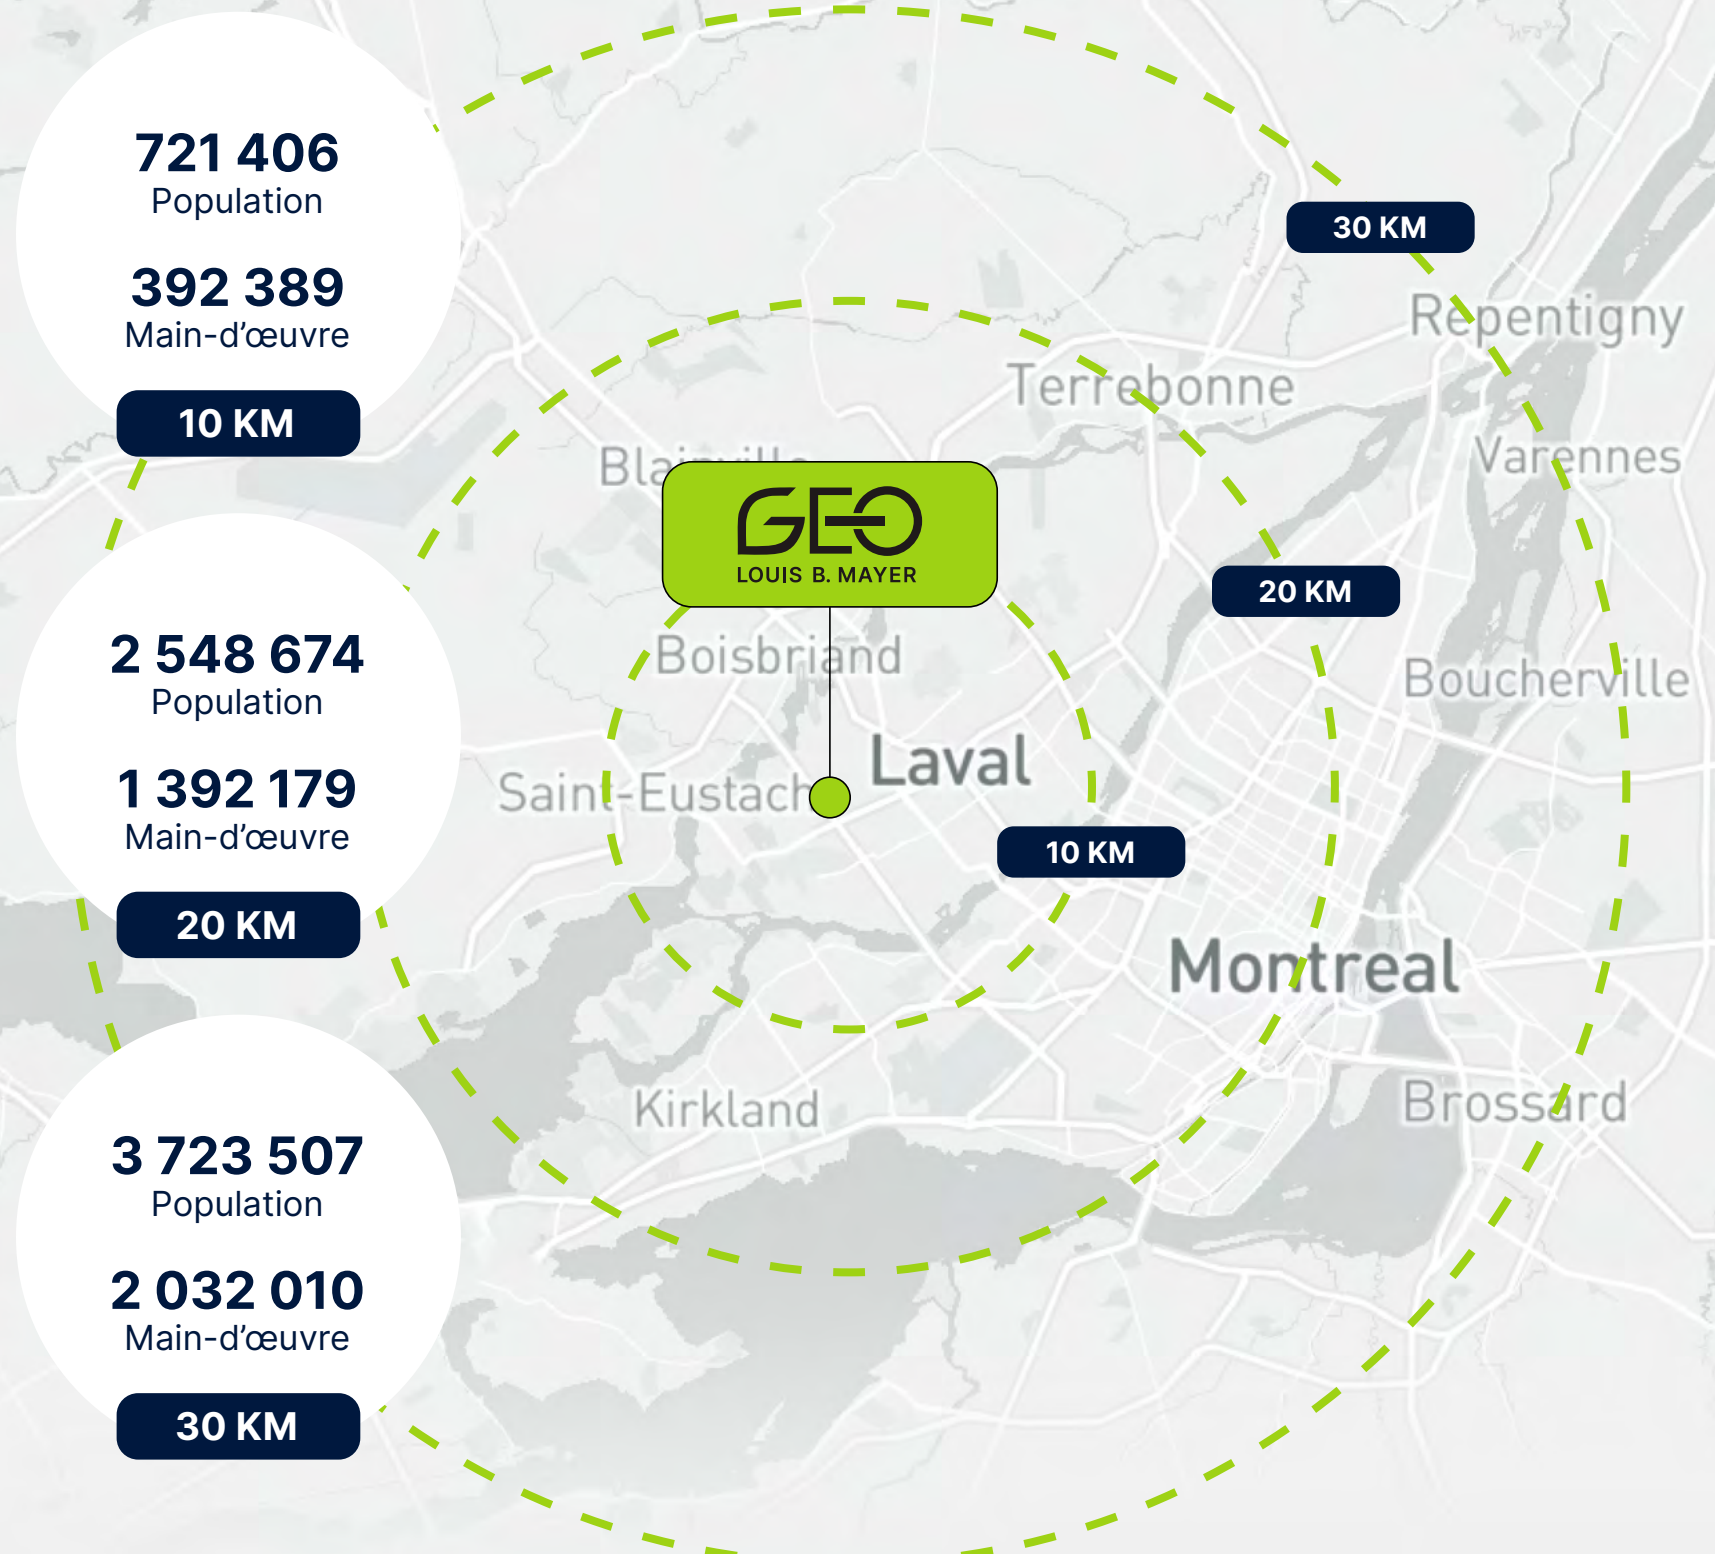 721 406
Population
392 389
Main-d'œuvre
10 KM
2 548 674
Population
1 392 179
Main-d'œuvre
20 KM
3 723 507
Population
2 032 010
Main-d'œuvre
30 KM
30 KM
Repentigny
Terrebonne
Varennes
GEO
LOUIS B. MAYER
20 KM
Boisbriand
Boucherville
Laval
10 KM
Montreal
Kirkland
Brossard